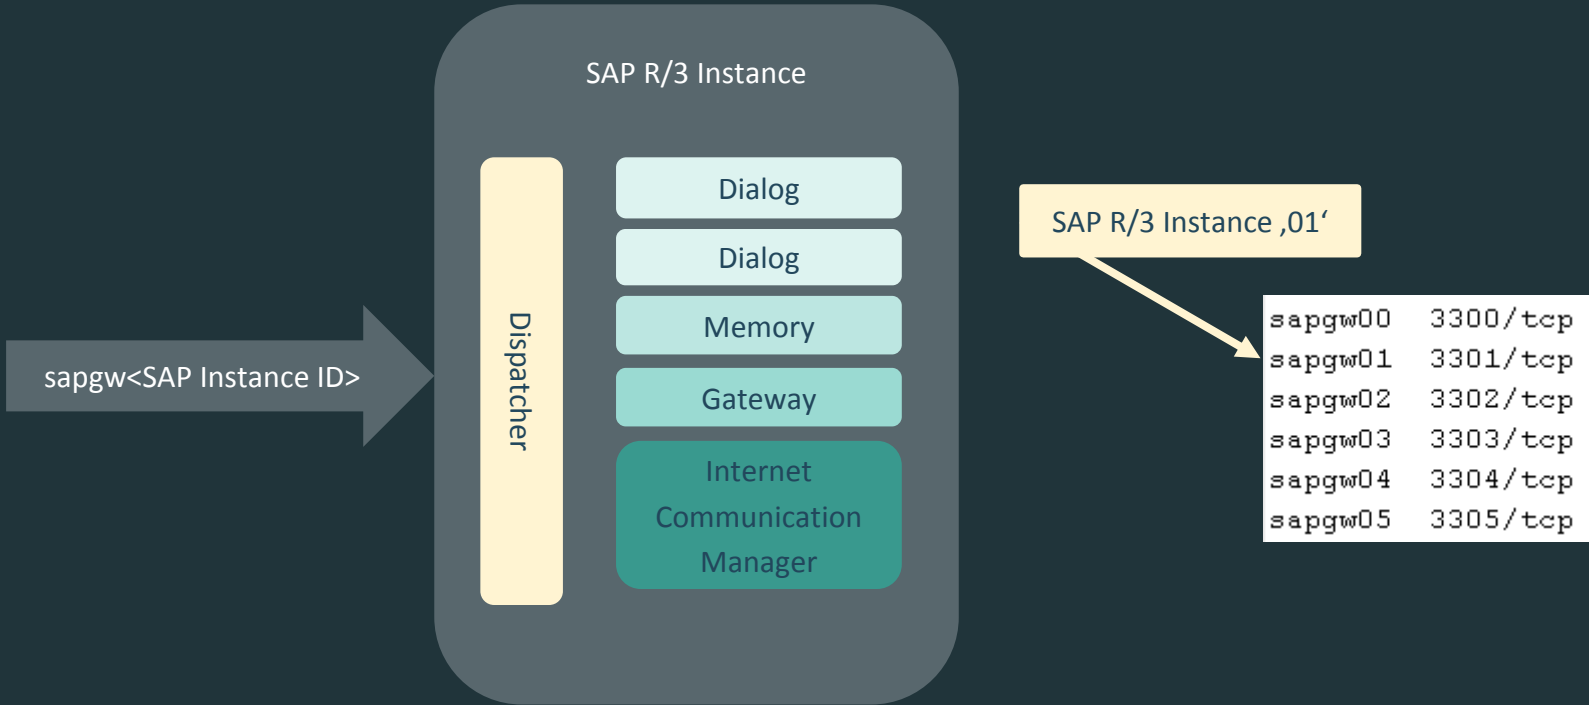 SAP R/3 Instance
sapgw<SAP Instance ID>
Dispatcher
Dialog
Dialog
Memory
Gateway
Internet
Communication
Manager
SAP R/3 Instance ‚01‘
sapgw00 3300/tcp
sapgw01 3301/tcp
sapgw02 3302/tcp
sapgw03 3303/tcp
sapgw04 3304/tcp
sapgw05 3305/tcp